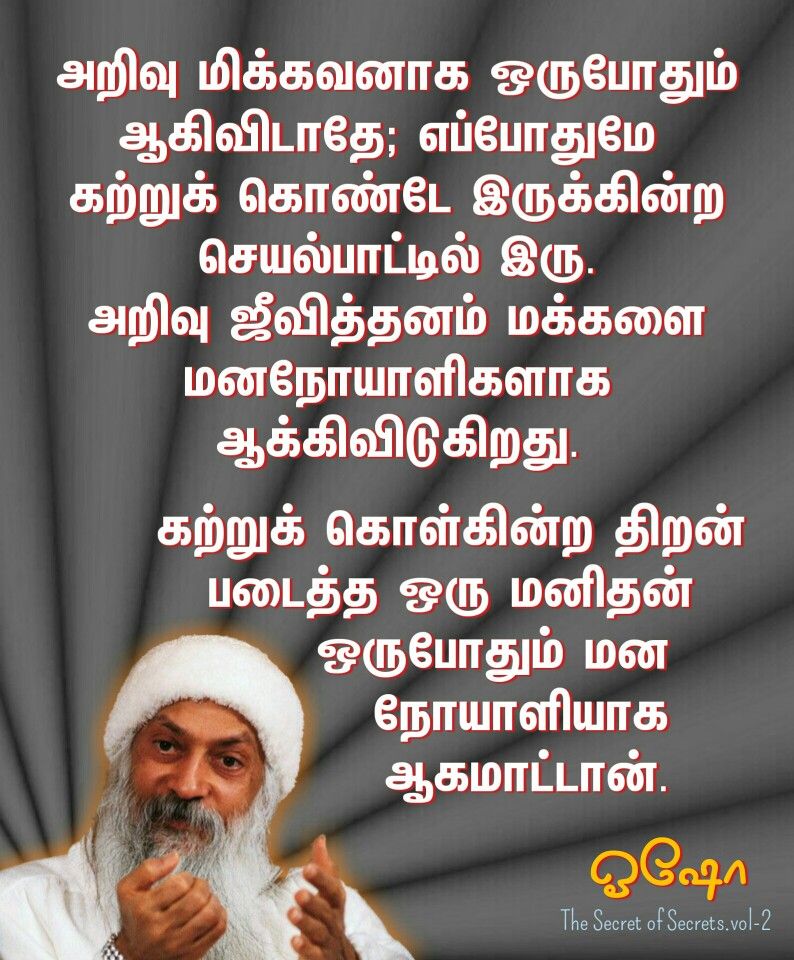 அறிவு மிக்கவனாக ஒருபோதும்
ஆகிவிடாதே; எப்போதுமே
கற்றுக் கொண்டே இருக்கின்ற
செயல்பாட்டில் இரு.
அறிவு ஜீவித்தனம் மக்களை
மனநோயாளிகளாக
ஆக்கிவிடுகிறது.
கற்றுக் கொள்கின்ற திறன்
படைத்த ஒரு மனிதன்
ஒருபோதும் மன
நோயாளியாக
ஆகமாட்டான்.
ஓஷோ
The Secret of Secrets.vol-2